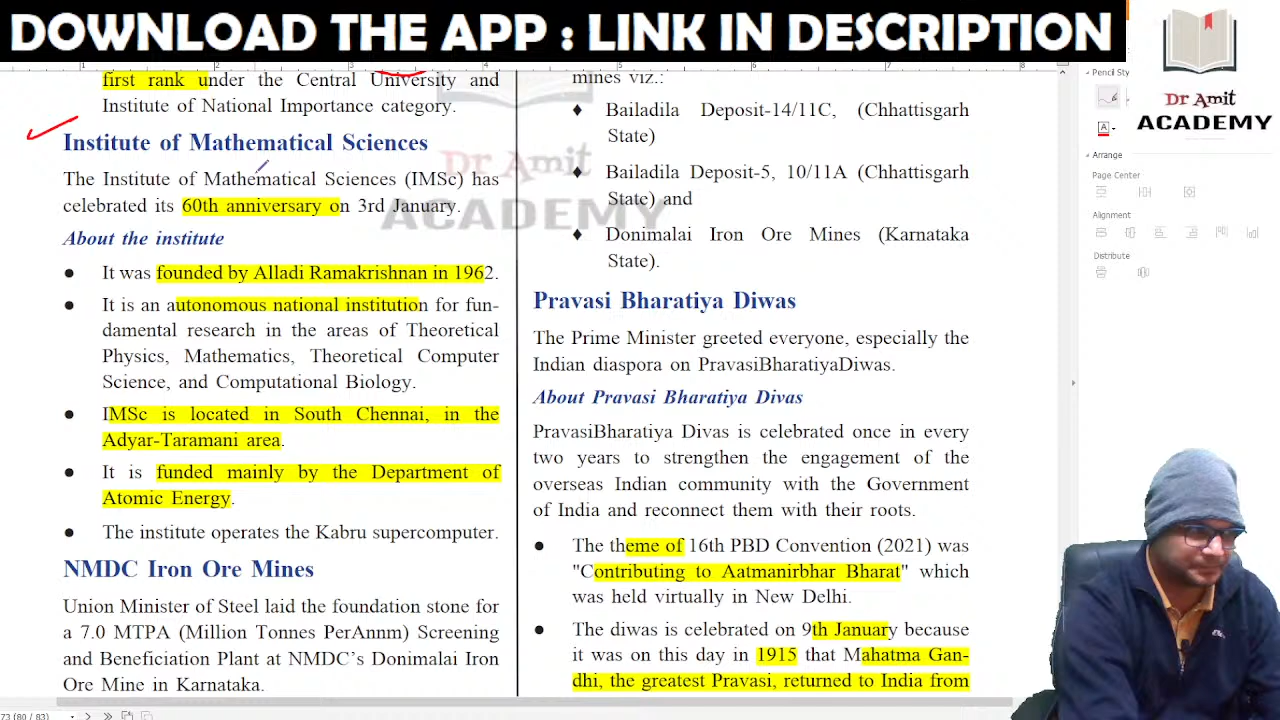 DOWNLOAD THE APP : LINK IN DESCRIPTION
Dr Amit
ACADEMY
first rank under the Central University and
Institute of National Importance category.
Institute of Mathematical Sciences
The Institute of Mathematical Sciences (IMSc) has
celebrated its 60th anniversary on 3rd January.
About the institute
● It was founded by Alladi Ramakrishnan in 1962.
● It is an autonomous national institution for fun-
damental research in the areas of Theoretical
Physics, Mathematics, Theoretical Computer
Science, and Computational Biology.
● IMSc is located in South Chennai, in the
Adyar-Taramani area.
● It is funded mainly by the Department of
Atomic Energy.
● The institute operates the Kabru supercomputer.
NMDC Iron Ore Mines
Union Minister of Steel laid the foundation stone for
a 7.0 MTPA (Million Tonnes PerAnnm) Screening
and Beneficiation Plant at NMDC's Donimalai Iron
Ore Mine in Karnataka.
mines viz.:
♦ Bailadila Deposit-14/11C, (Chhattisgarh
State)
♦ Bailadila Deposit-5, 10/11A (Chhattisgarh
State) and
♦ Donimalai Iron Ore Mines (Karnataka
State).
Pravasi Bharatiya Diwas
The Prime Minister greeted everyone, especially the
Indian diaspora on PravasiBharatiyaDiwas.
About Pravasi Bharatiya Divas
PravasiBharatiya Divas is celebrated once in every
two years to strengthen the engagement of the
overseas Indian community with the Government
of India and reconnect them with their roots.
● The theme of 16th PBD Convention (2021) was
"Contributing to Aatmanirbhar Bharat" which
was held virtually in New Delhi.
● The diwas is celebrated on 9th January because
it was on this day in 1915 that Mahatma Gan-
dhi, the greatest Pravasi, returned to India from
Dr Amit
ACADEMY
Pencil Sty
Arrange
Page Center
Alignment
Distribute
73 (80 / 83)